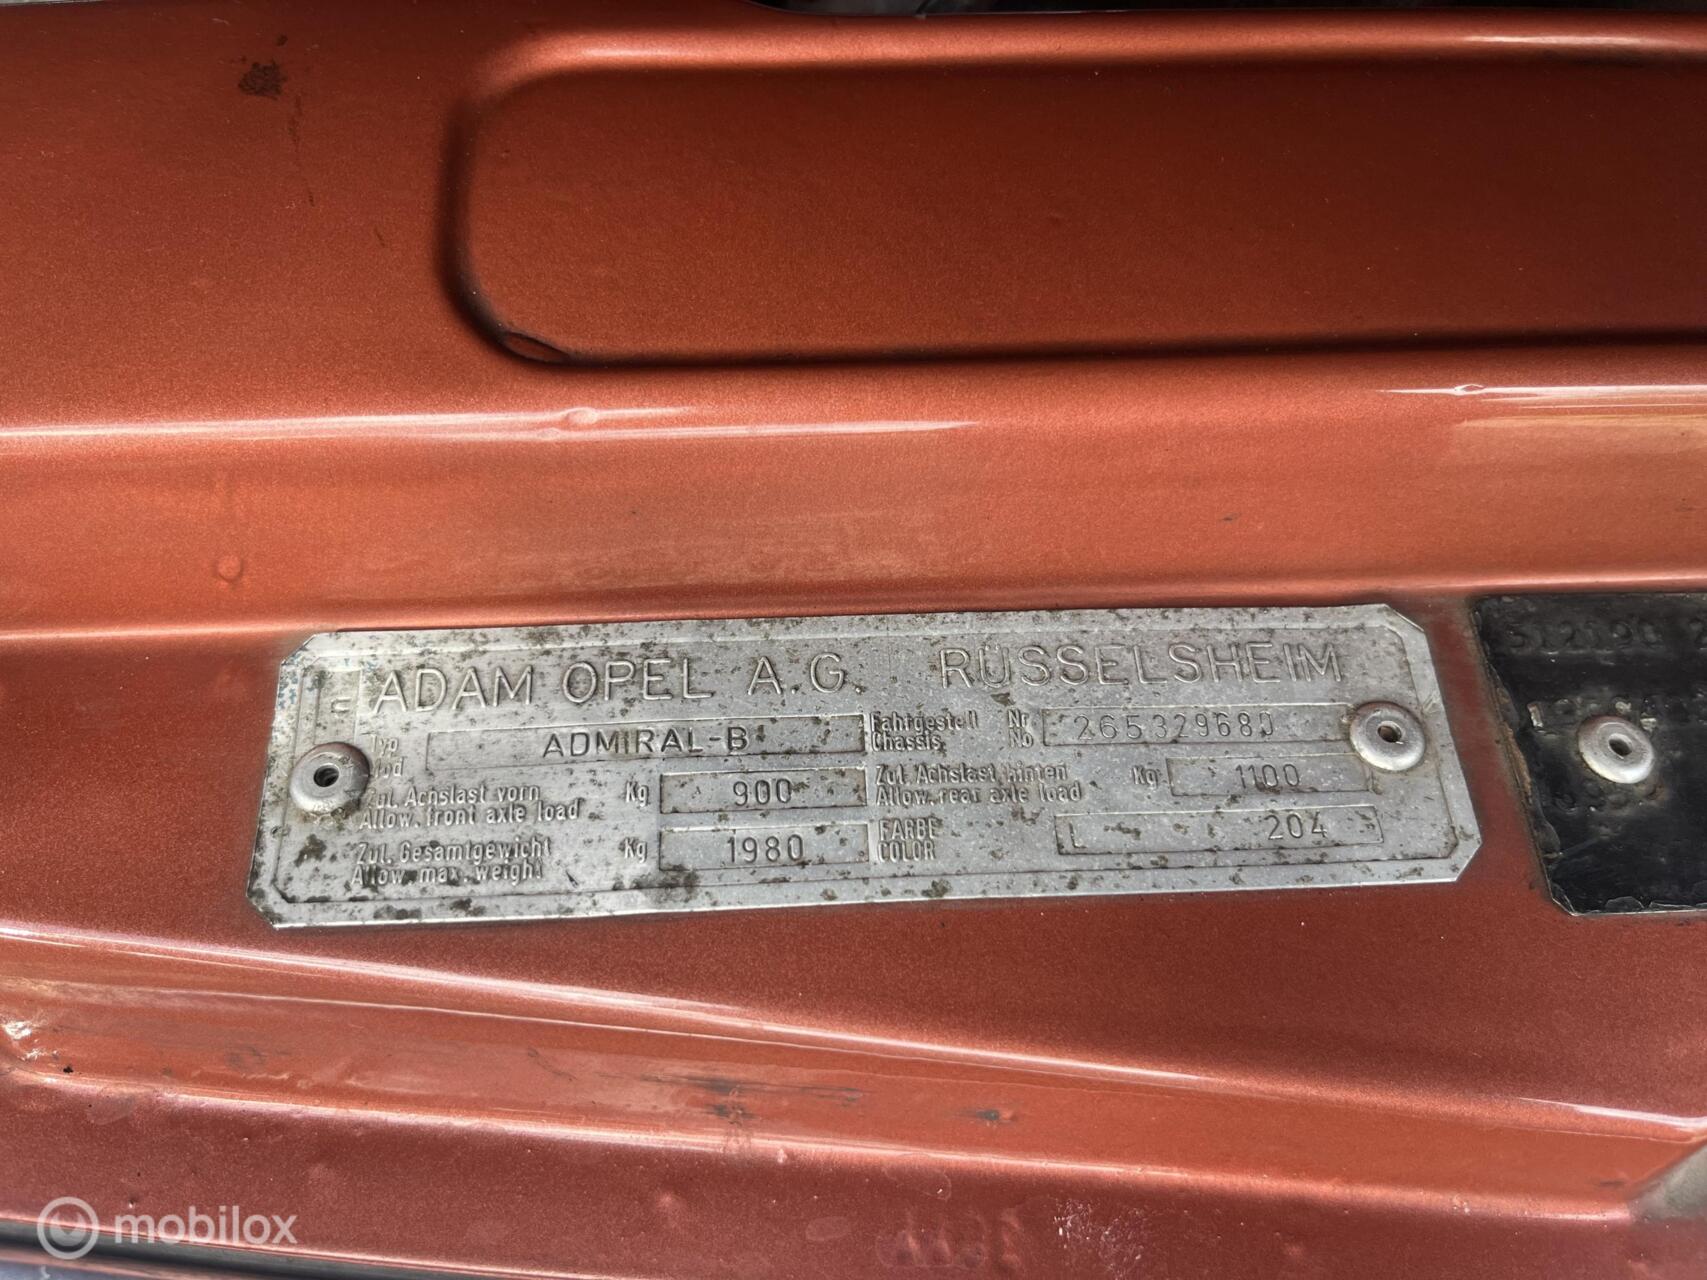 ADAM OPEL A.G. RÜSSELSHEIM
Typ
Mod
ADMIRAL-B
Fahrgestell Nr
Chassis No
265329680
Zul. Achslast vorn
Allow. front axle load
Kg 900
Zul. Achslast hinten
Allow. rear axle load
Kg 1100
Zul. Gesamtgewicht
Allow. max. weight
Kg 1980
FARBE
COLOR
L 204
mobilox